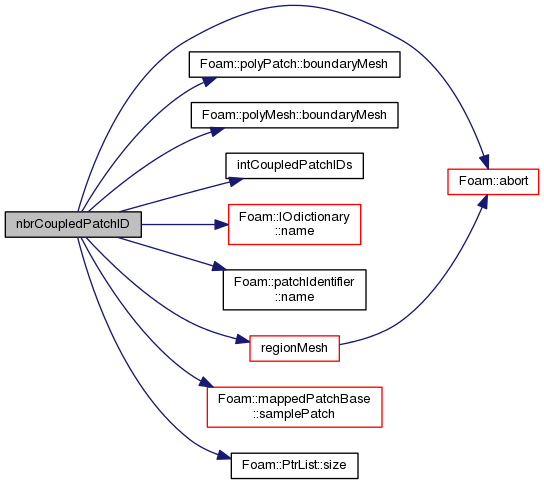 nbrCoupledPatchID
Foam::polyPatch::boundaryMesh
Foam::polyMesh::boundaryMesh
intCoupledPatchIDs
Foam::IOdictionary
::name
Foam::patchIdentifier
::name
regionMesh
Foam::mappedPatchBase
::samplePatch
Foam::PtrList::size
Foam::abort